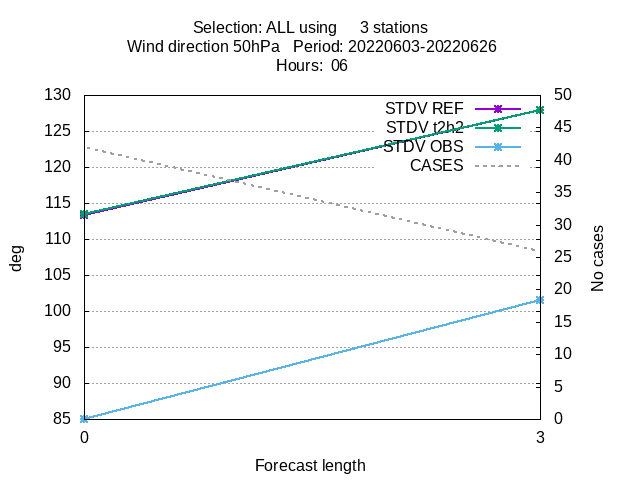 Selection: ALL using 3 stations
Wind direction 50hPa Period: 20220603-20220626
Hours: 06
130
125
120
115
110
105
100
95
90
85
50
45
40
35
30
25
20
15
10
5
0
STDV REF
STDV t2h2
STDV OBS
CASES
deg
No cases
0
3
Forecast length